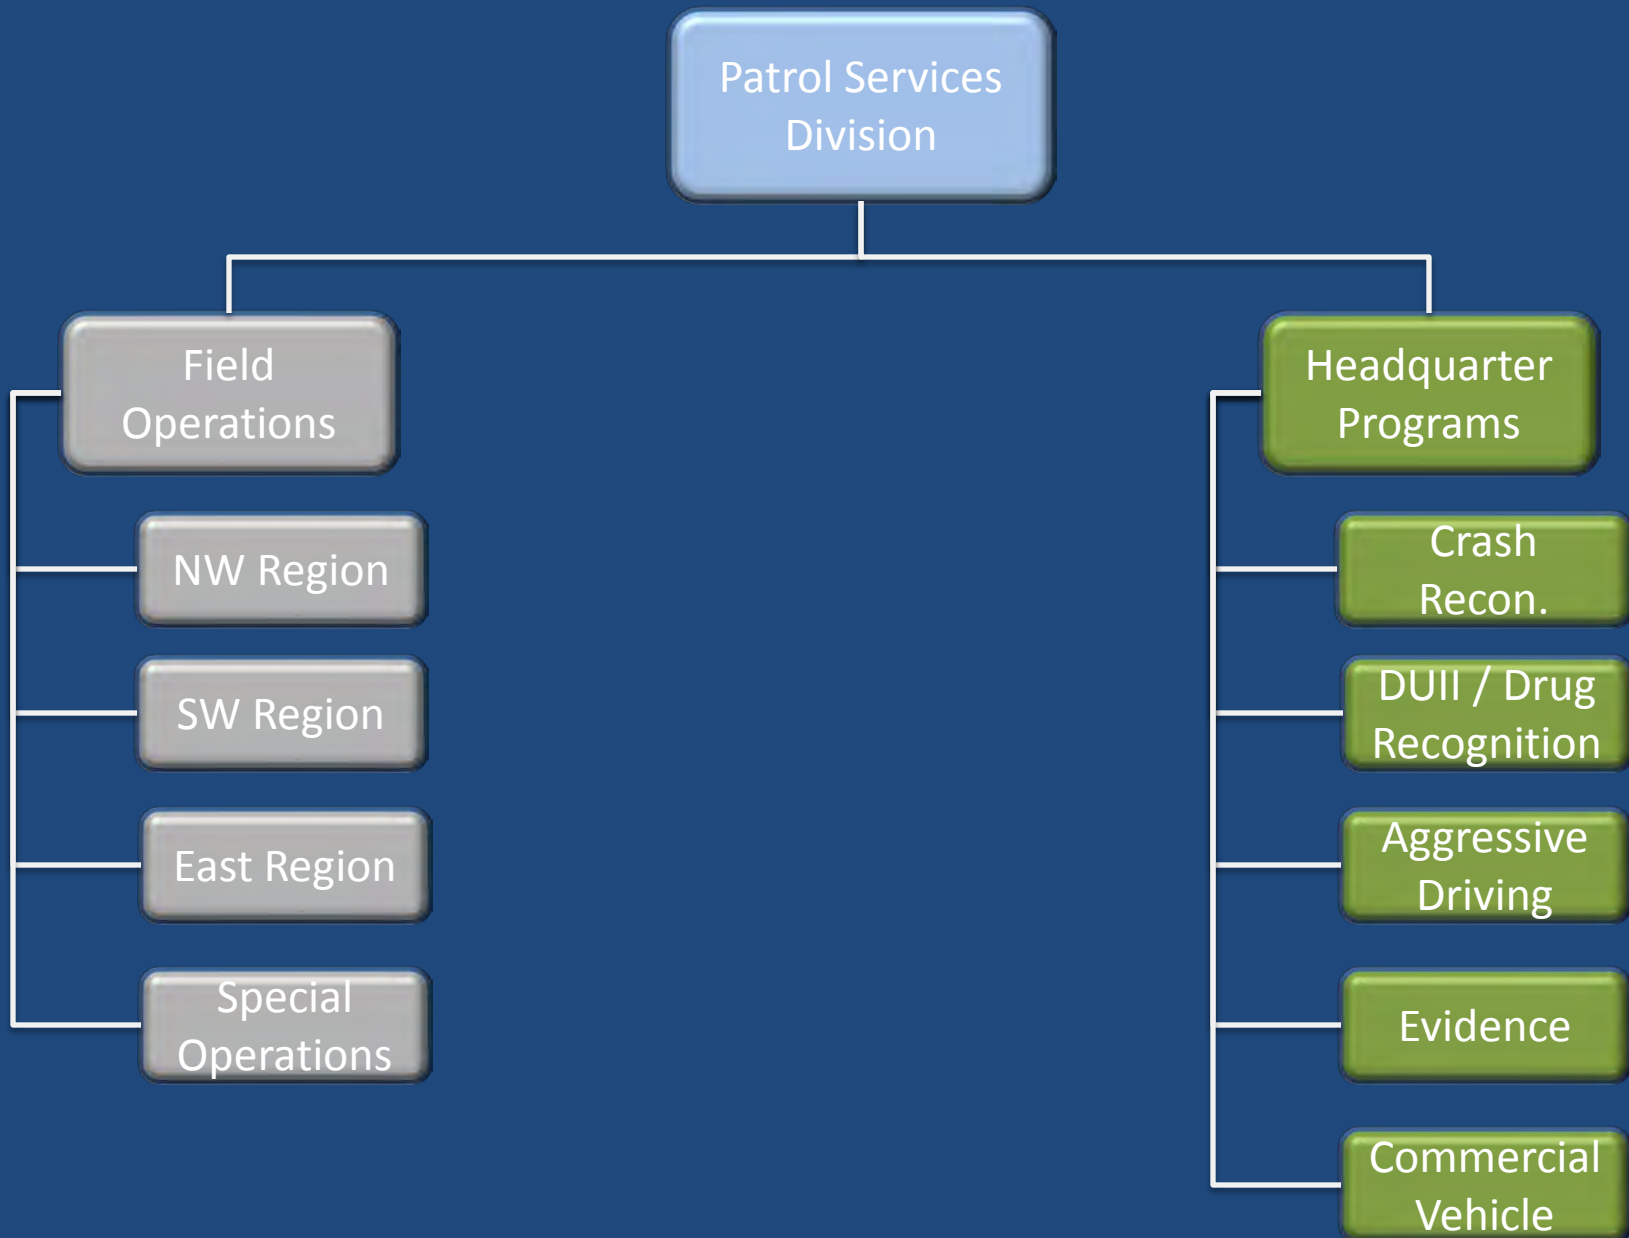 Patrol Services
Division
Field
Operations
NW Region
SW Region
East Region
Special
Operations
Headquarter
Programs
Crash
Recon.
DUII / Drug
Recognition
Aggressive
Driving
Evidence
Commercial
Vehicle